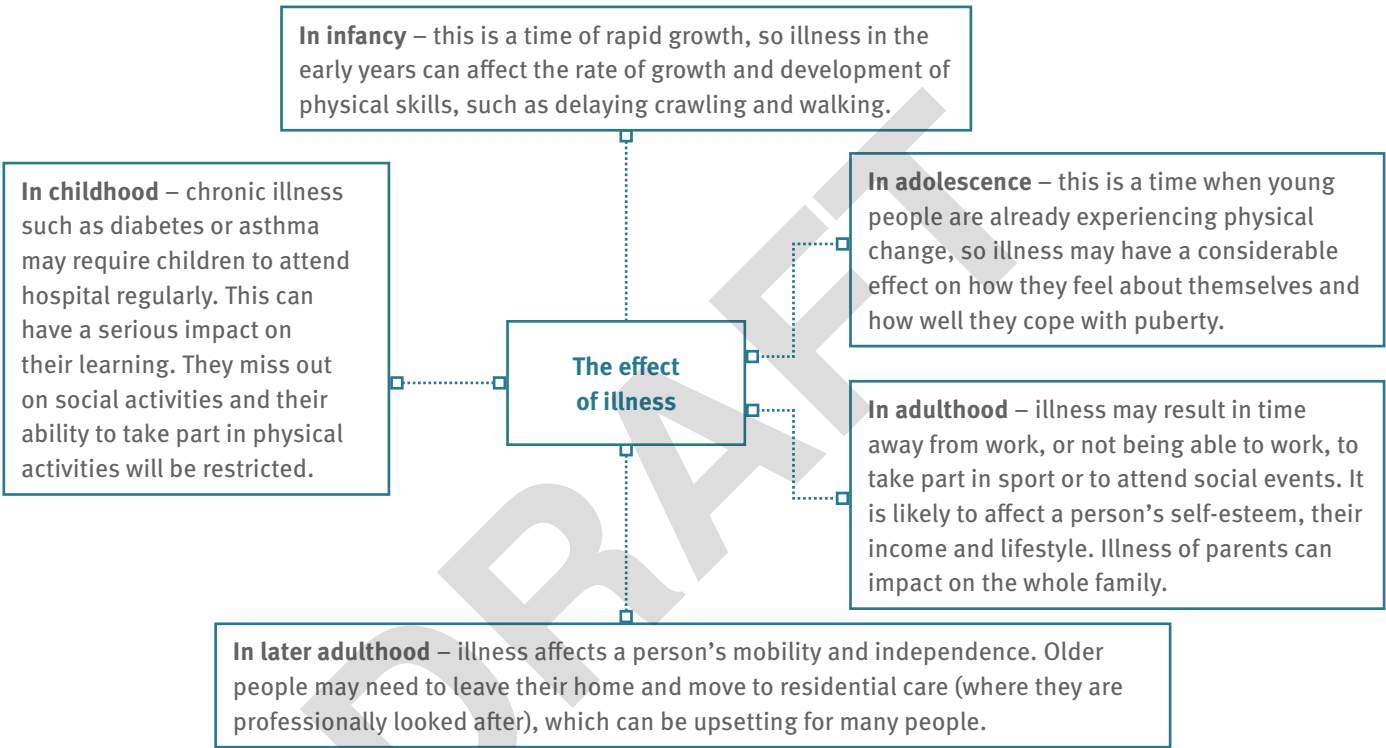 In infancy – this is a time of rapid growth, so illness in the
early years can affect the rate of growth and development of
physical skills, such as delaying crawling and walking.
In childhood – chronic illness
such as diabetes or asthma
may require children to attend
hospital regularly. This can
have a serious impact on
their learning. They miss out
on social activities and their
ability to take part in physical
activities will be restricted.
The effect
of illness
In adolescence – this is a time when young
people are already experiencing physical
change, so illness may have a considerable
effect on how they feel about themselves and
how well they cope with puberty.
In adulthood – illness may result in time
away from work, or not being able to work, to
take part in sport or to attend social events. It
is likely to affect a person’s self-esteem, their
income and lifestyle. Illness of parents can
impact on the whole family.
In later adulthood – illness affects a person’s mobility and independence. Older
people may need to leave their home and move to residential care (where they are
professionally looked after), which can be upsetting for many people.
DRAFT